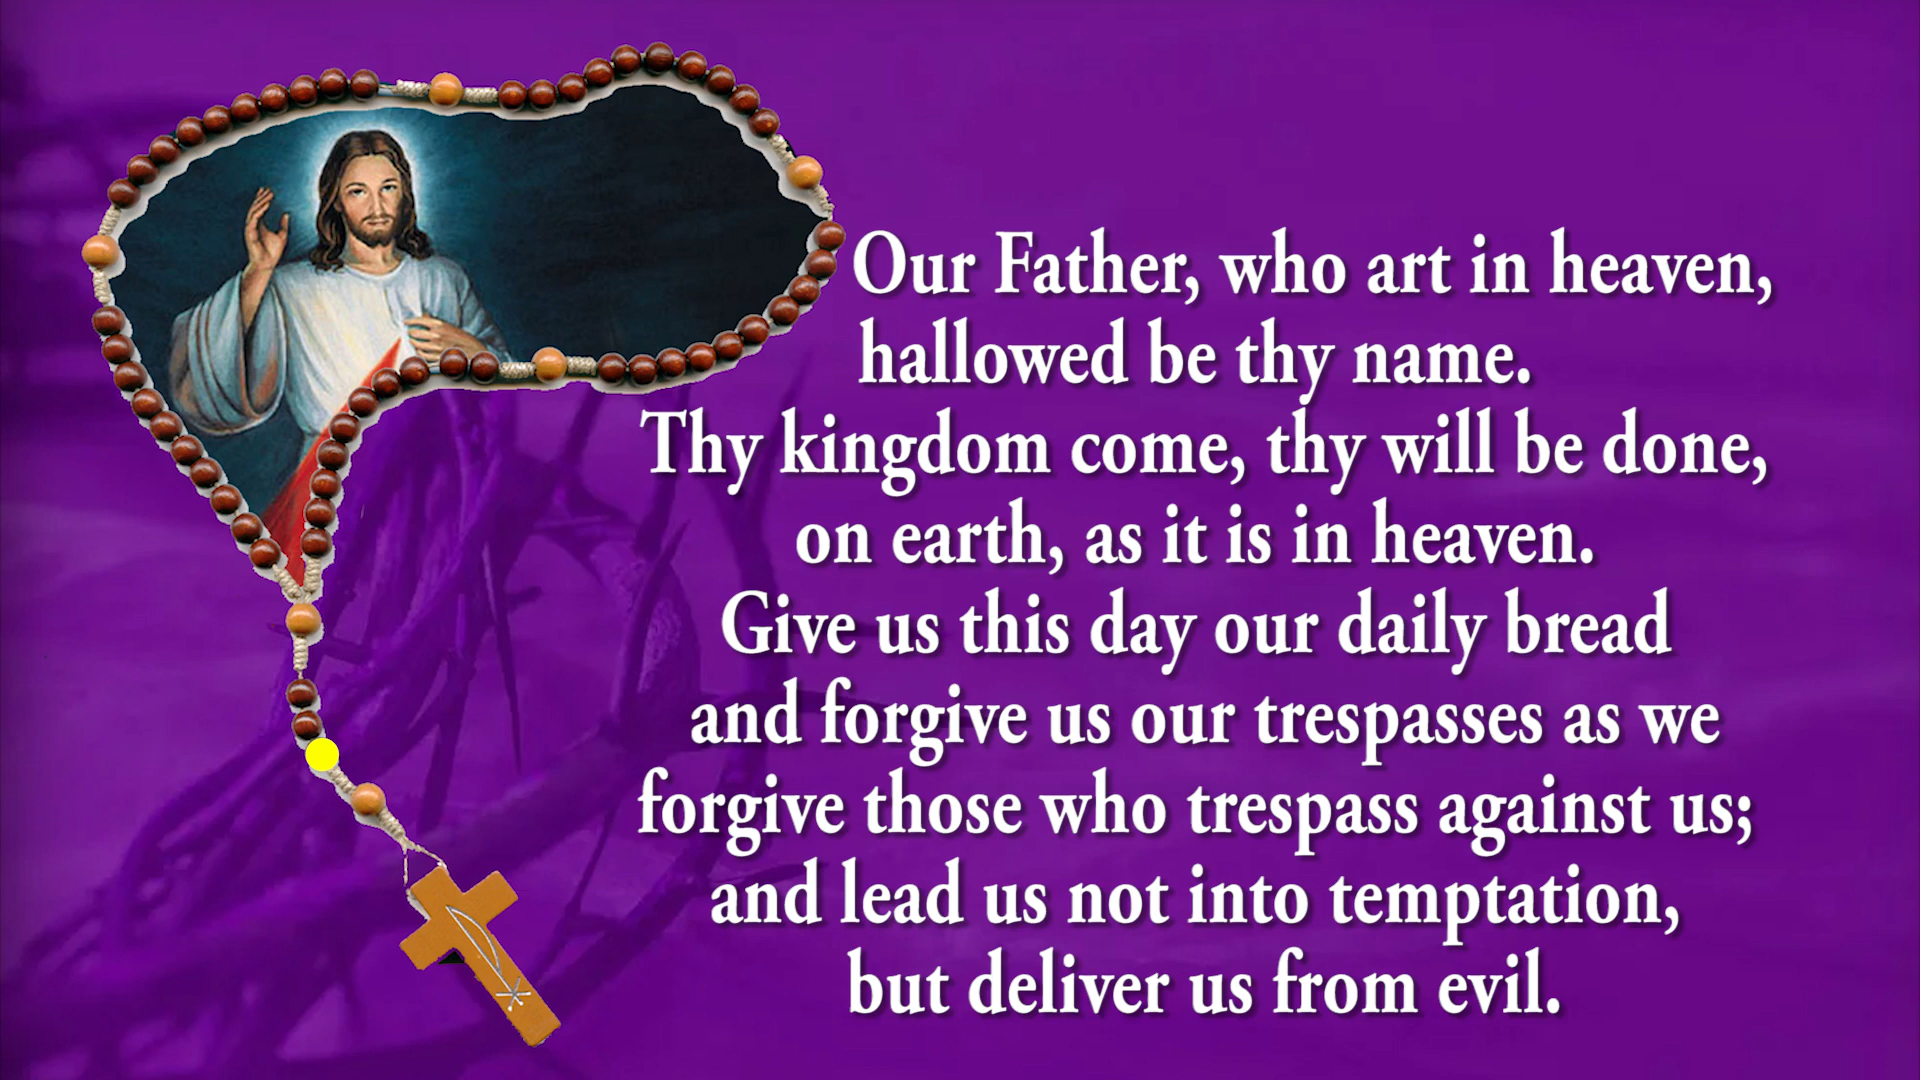 Our Father, who art in heaven,
hallowed be thy name.
Thy kingdom come, thy will be done,
on earth, as it is in heaven.
Give us this day our daily bread
and forgive us our trespasses as we
forgive those who trespass against us;
and lead us not into temptation,
but deliver us from evil.